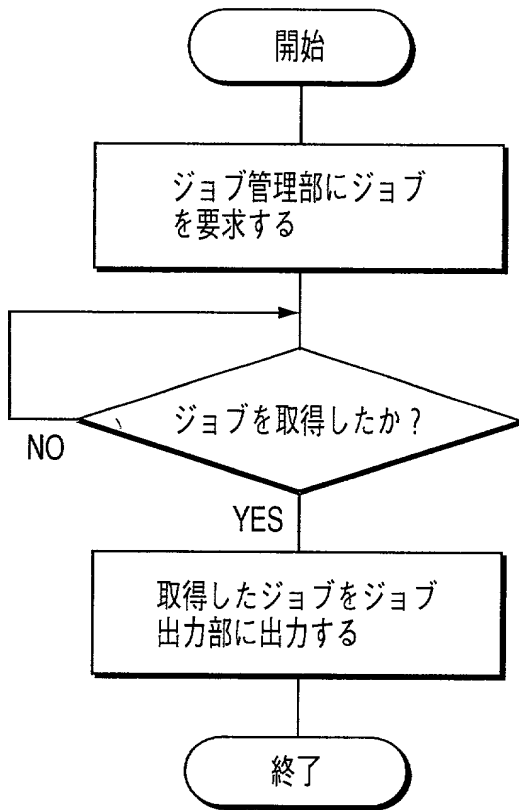 開始
ジョブ管理部にジョブ
を要求する
ジョブを取得したか?
NO
YES
取得したジョブをジョブ
出力部に出力する
終了